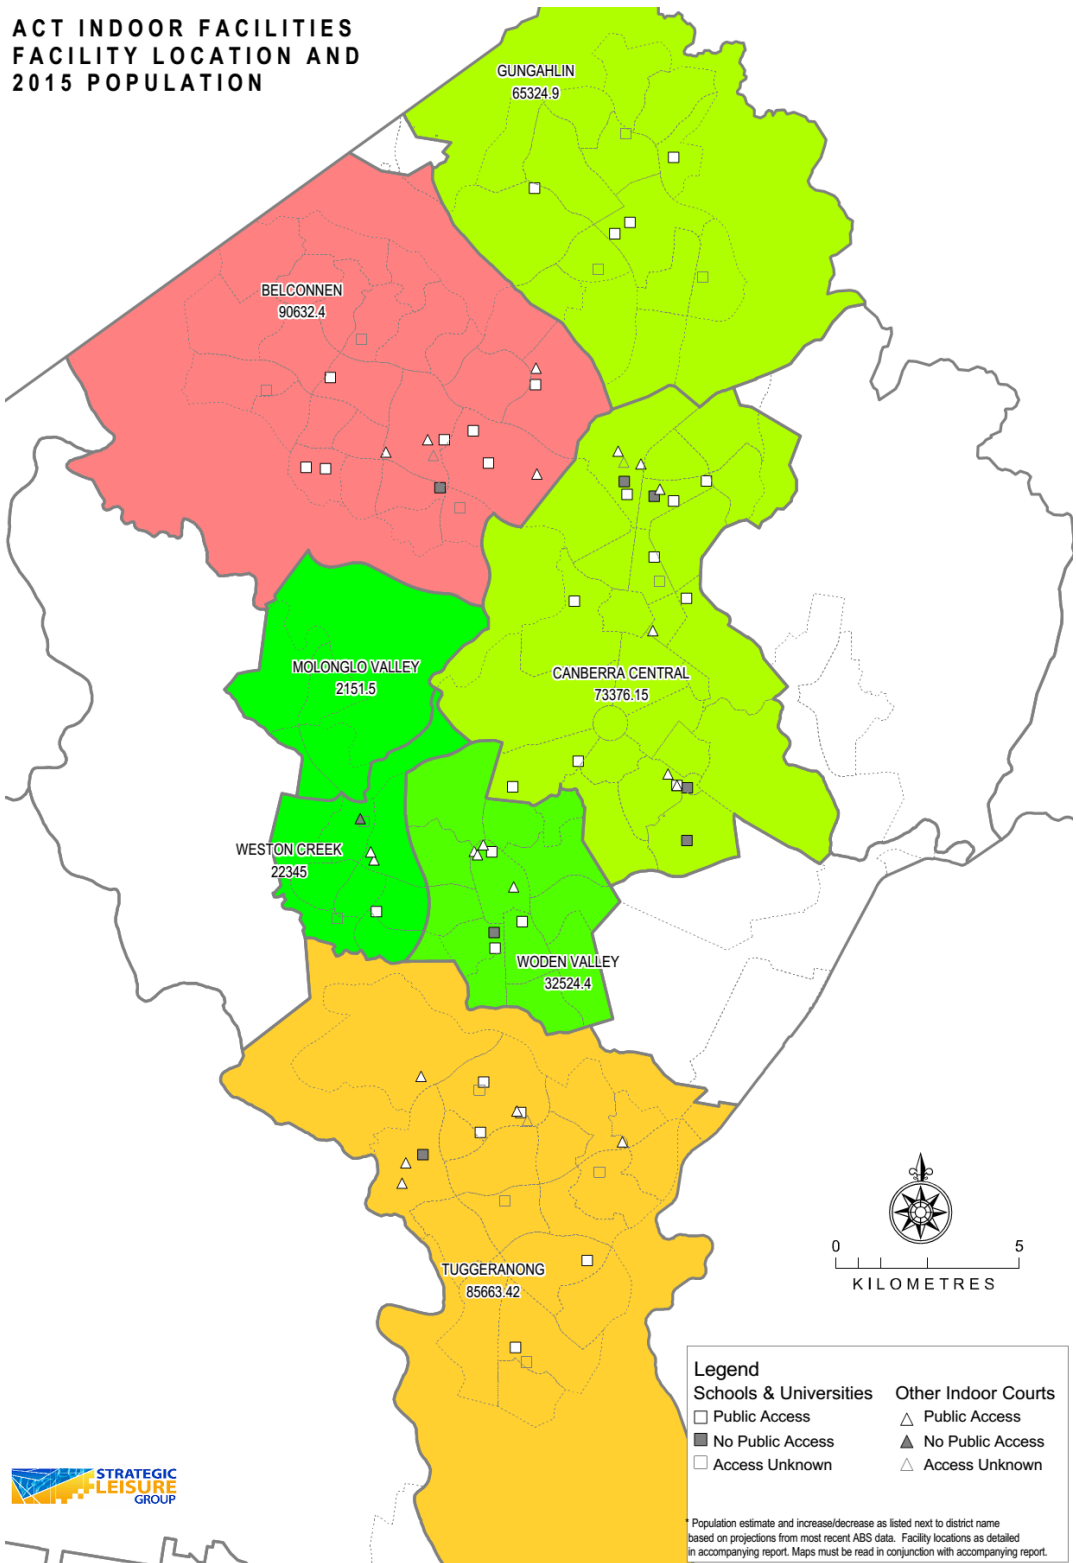 ACT INDOOR FACILITIES
FACILITY LOCATION AND
2015 POPULATION
GUNGAHLIN
65324.9
BELCONNEN
90632.4
MOLONGLO VALLEY
2151.5
CANBERRA CENTRAL
73376.15
WESTON CREEK
22345
WODEN VALLEY
32524.4
TUGGERANONG
85663.42
0 5
KILOMETRES
Legend
Schools & Universities Other Indoor Courts
Public Access Public Access
No Public Access No Public Access
Access Unknown Access Unknown
* Population estimate and increase/decrease as listed next to district name
based on projections from most recent ABS data. Facility locations as detailed
in accompanying report. Maps must be read in conjunction with accompanying report.
STRATEGIC
LEISURE
GROUP